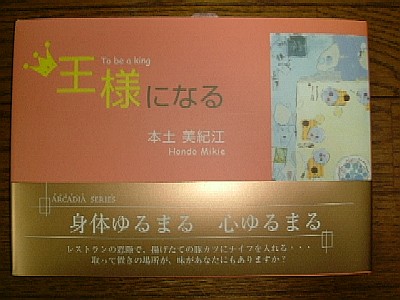 To be a king
王様になる
本土 美紀江
Hondo Mikie
ARCADIA SERIES
身体ゆるまる 心ゆるまる
レストランの窓際で、揚げたての豚カツにナイフを入れる・・・
取って置きの場所が、味があなたにもありますか？